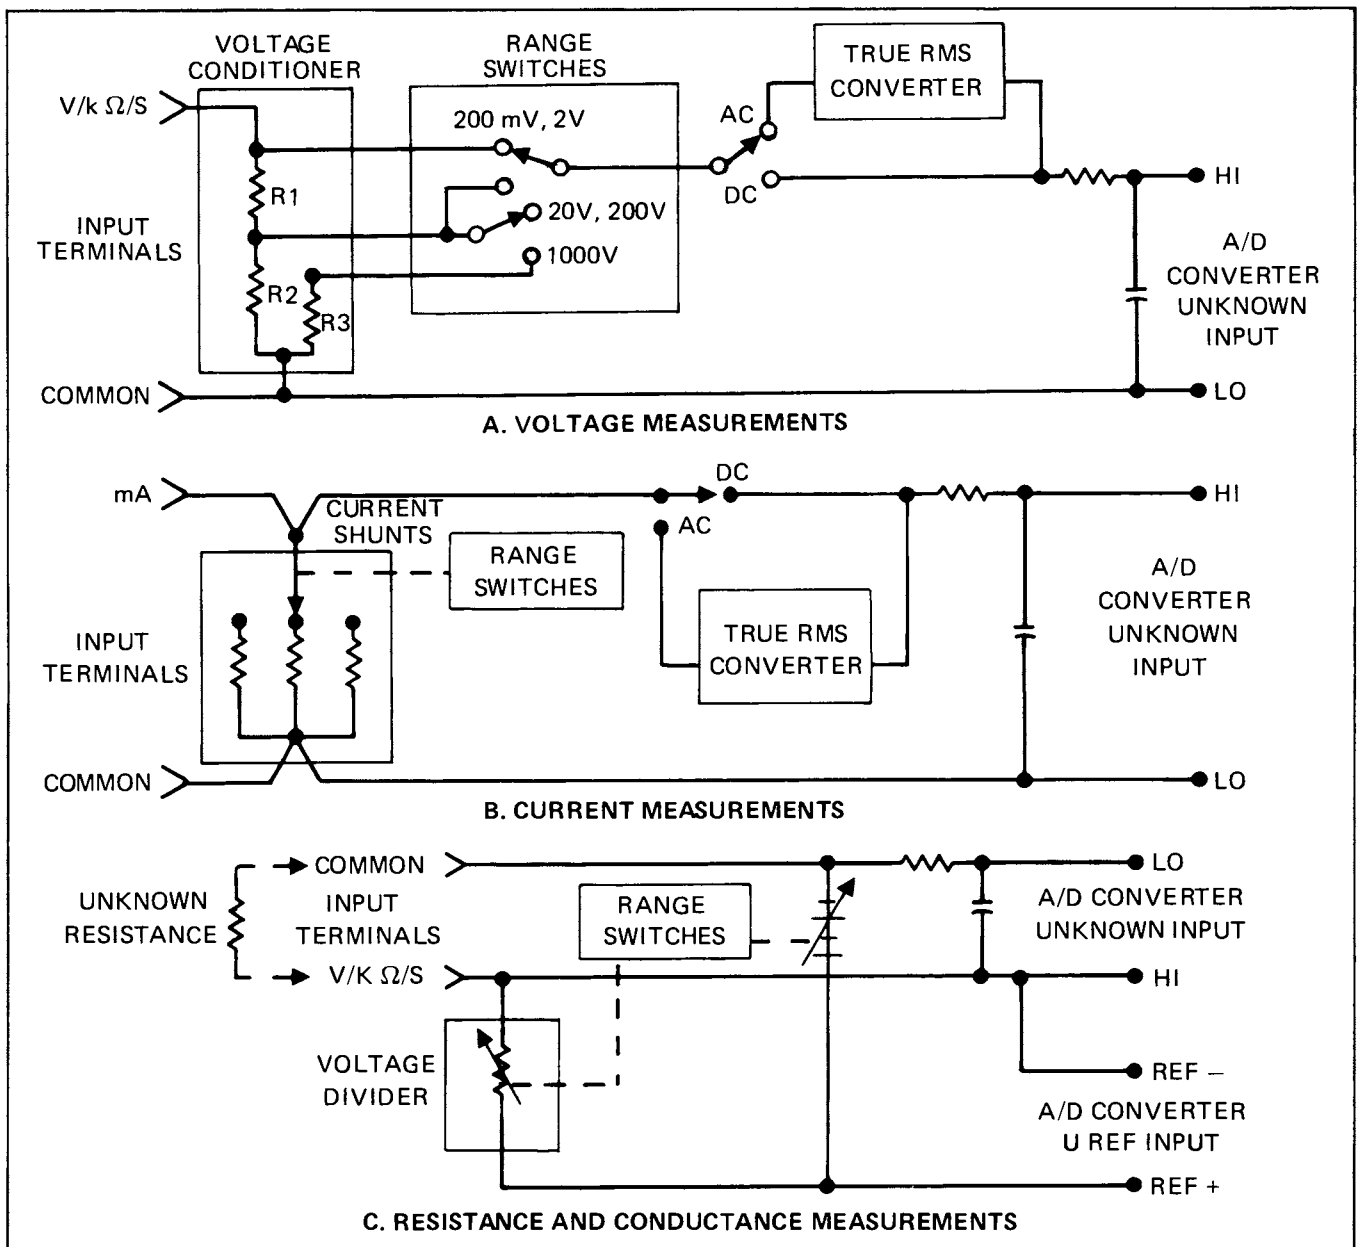 VOLTAGE
CONDITIONER
RANGE
SWITCHES
TRUE RMS
CONVERTER
V/k Ω/S
200 mV, 2V
AC
R1
DC
HI
INPUT
TERMINALS
20V, 200V
1000V
R2
R3
A/D
CONVERTER
UNKNOWN
INPUT
COMMON
LO
A. VOLTAGE MEASUREMENTS
mA
DC
HI
CURRENT
SHUNTS
AC
RANGE
SWITCHES
A/D
CONVERTER
UNKNOWN
INPUT
INPUT
TERMINALS
TRUE RMS
CONVERTER
COMMON
LO
B. CURRENT MEASUREMENTS
COMMON
LO
UNKNOWN
RESISTANCE
INPUT
TERMINALS
RANGE
SWITCHES
A/D CONVERTER
UNKNOWN INPUT
V/K Ω/S
HI
VOLTAGE
DIVIDER
REF –
A/D CONVERTER
U REF INPUT
REF +
C. RESISTANCE AND CONDUCTANCE MEASUREMENTS